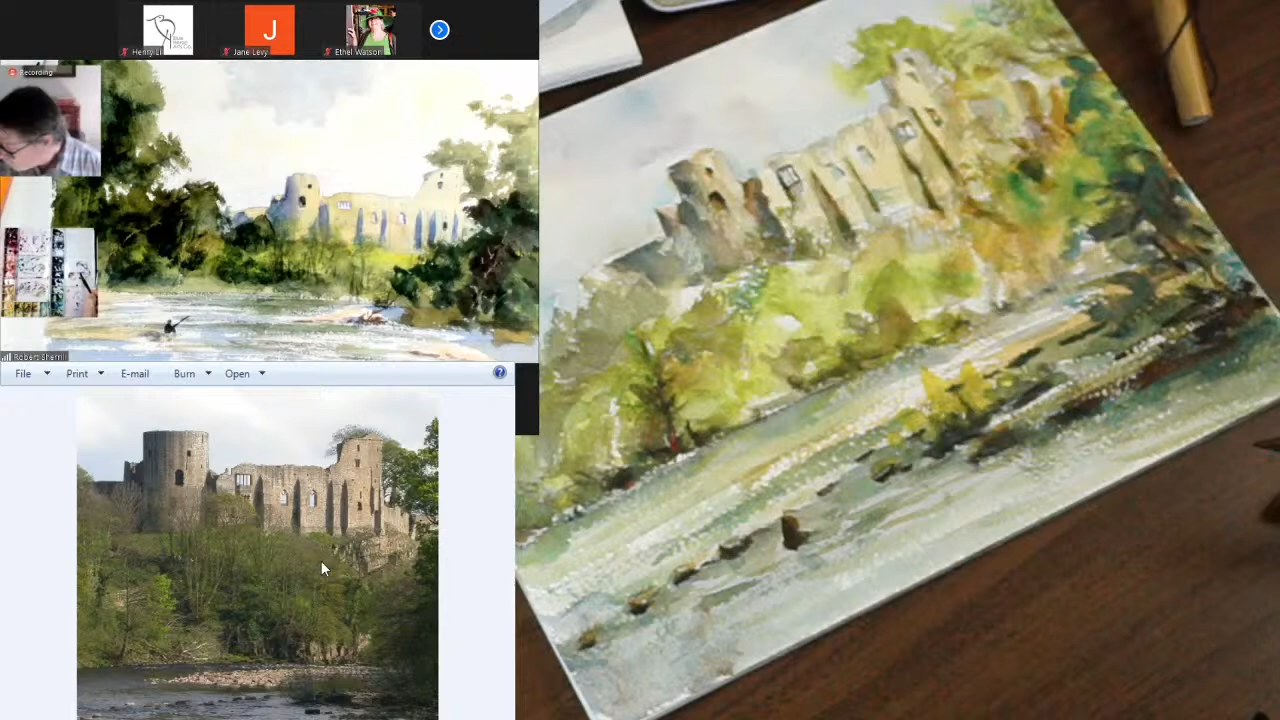 Henry Li
Jane Levy
Ethel Watson
J
Recording
Robert Sherrill
File
Print
E-mail
Burn
Open